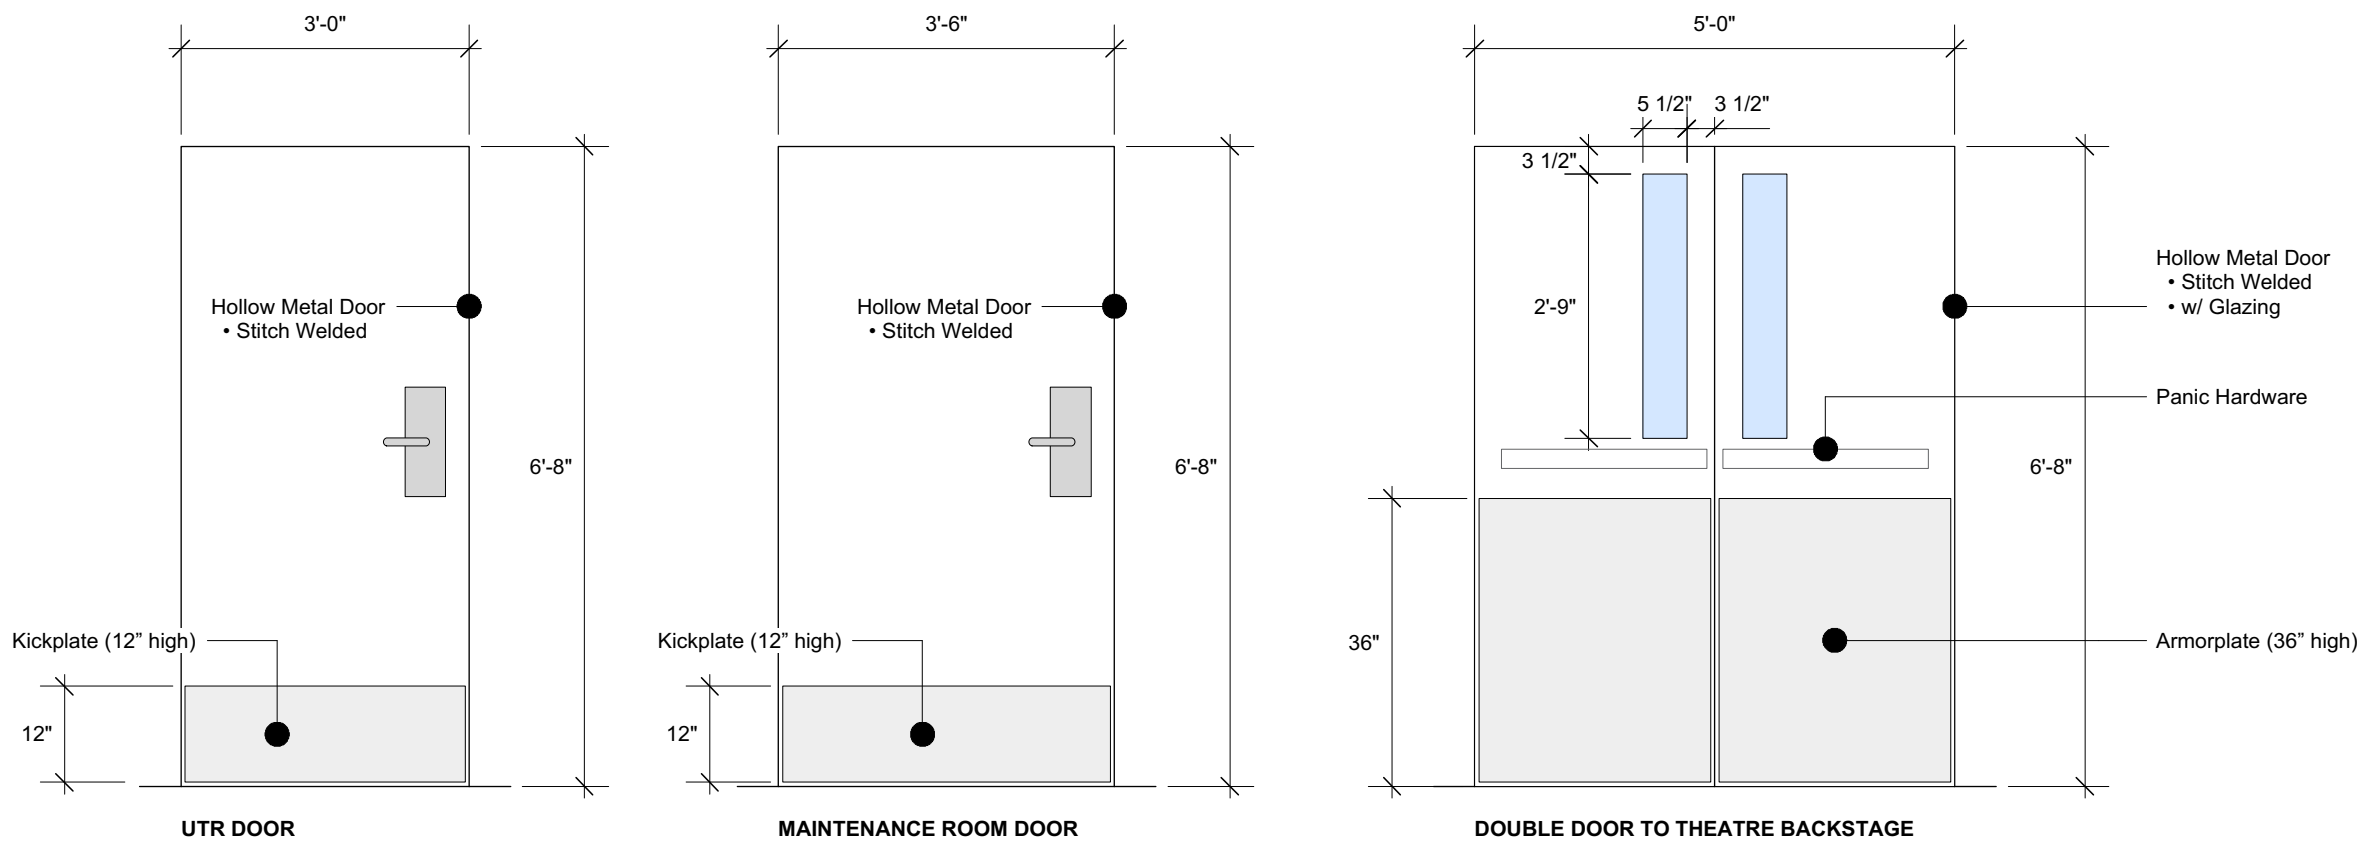 3'-0"
3'-6"
5'-0"
5 1/2"
3 1/2"
3 1/2"
Hollow Metal Door
• Stitch Welded
Hollow Metal Door
• Stitch Welded
2'-9"
Hollow Metal Door
• Stitch Welded
• w/ Glazing
Panic Hardware
6'-8"
6'-8"
6'-8"
Kickplate (12” high)
Kickplate (12” high)
36"
Armorplate (36” high)
12"
12"
UTR DOOR
MAINTENANCE ROOM DOOR
DOUBLE DOOR TO THEATRE BACKSTAGE